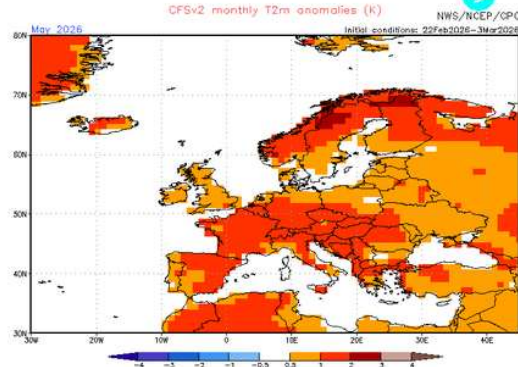 CFSv2 monthly T2m anomalies (K)
NWS/NCEP/CPC
May 2026
Initial conditions: 22Feb2026-3Mar2026
80N
70N
60N
50N
40N
30N
30W 20W 10W 0 10E 20E 30E 40E
-4 -3 -2 -1 -0.5 0.5 1 2 3 4